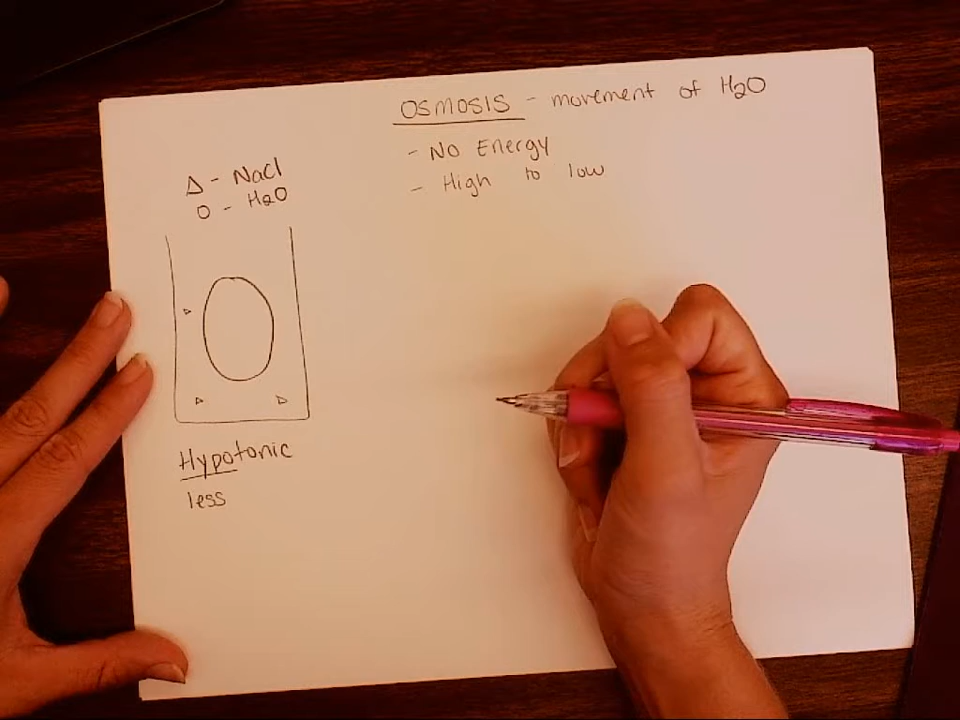 OSMOSIS - movement of H2O
- No Energy
- High to low
Δ - NaCl
O - H2O
Hypotonic
less